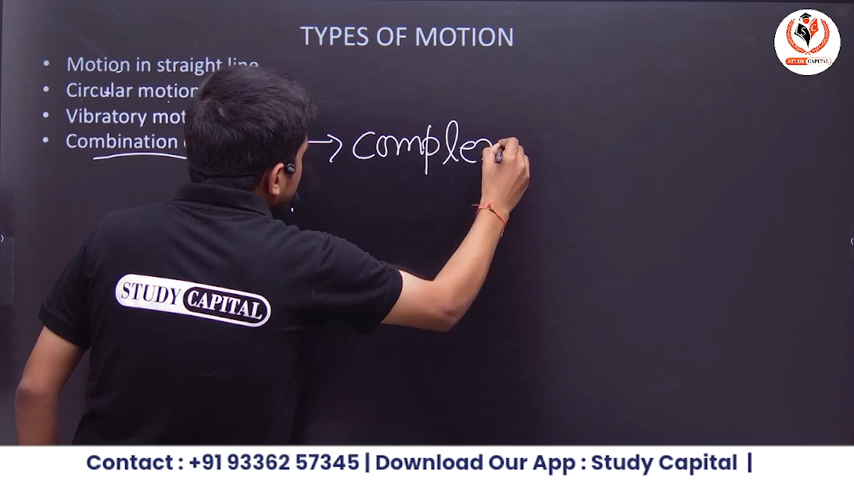 TYPES OF MOTION
• Motion in straight line
• Circular motion
• Vibratory mot
• Combination
→ comple
STUDY CAPITAL
STUDY CAPITAL
Contact : +91 93362 57345 | Download Our App : Study Capital |